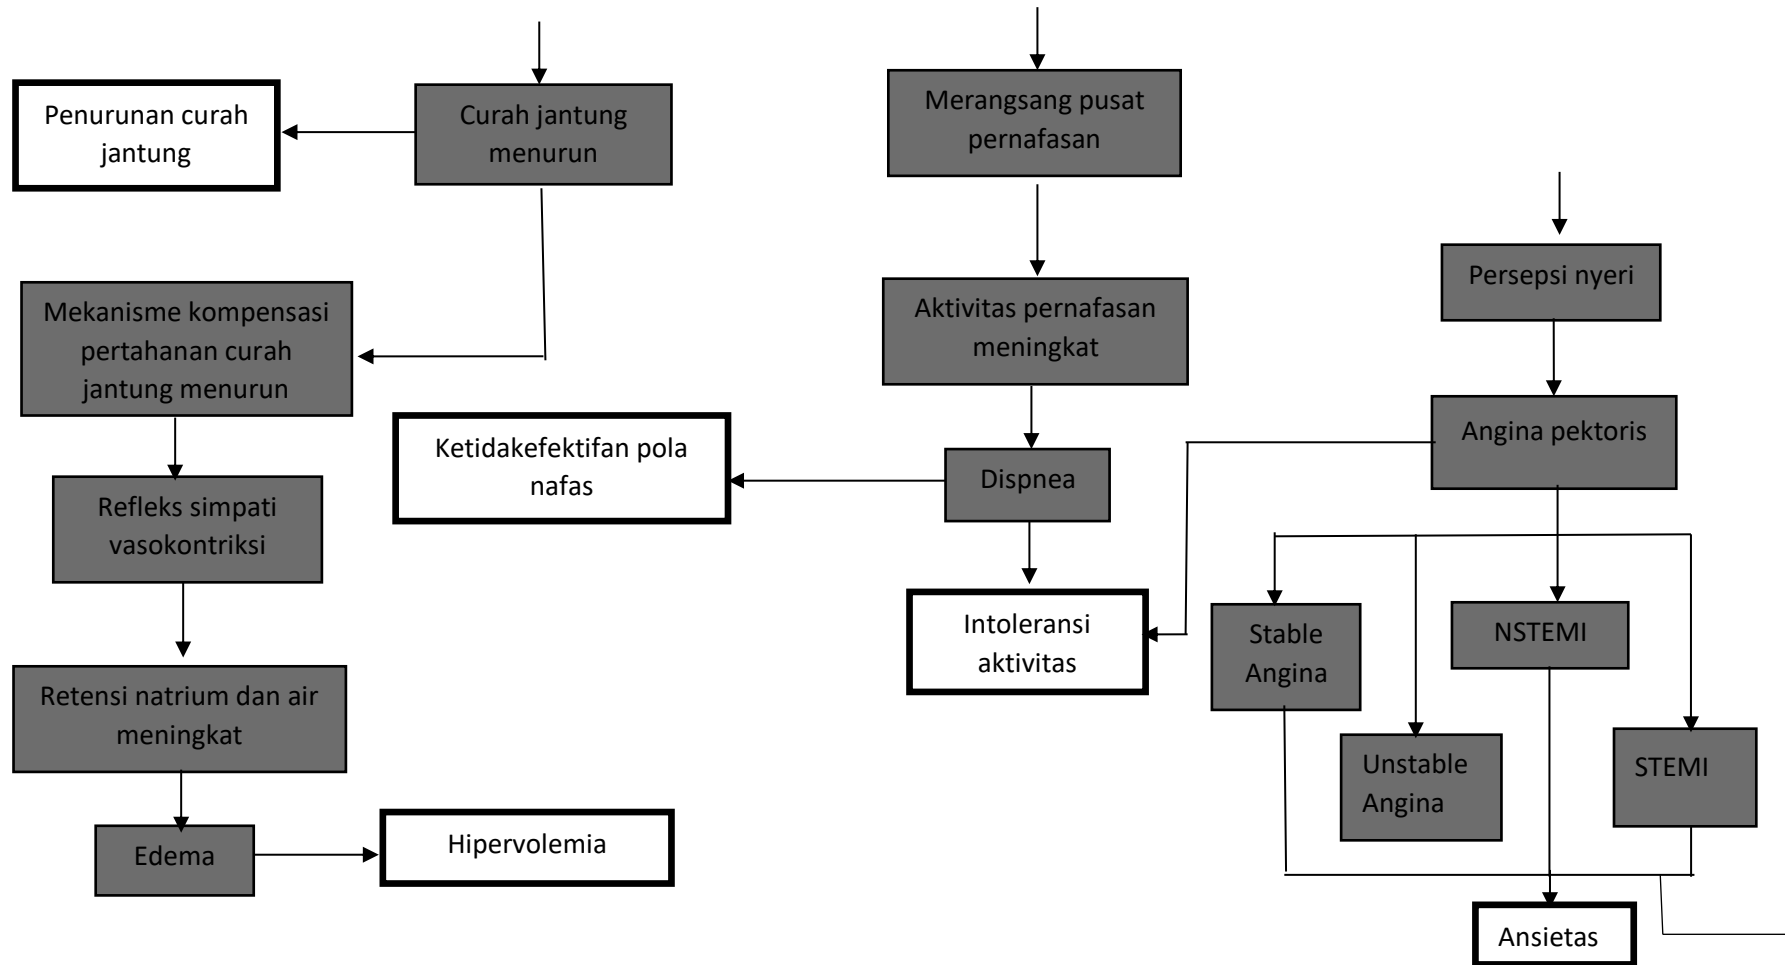 Penurunan curah
jantung
Curah jantung
menurun
Merangsang pusat
pernafasan
Persepsi nyeri
Mekanisme kompensasi
pertahanan curah
jantung menurun
Aktivitas pernafasan
meningkat
Angina pektoris
Ketidakefektifan pola
nafas
Dispnea
Refleks simpati
vasokontriksi
Intoleransi
aktivitas
Stable
Angina
NSTEMI
Retensi natrium dan air
meningkat
Unstable
Angina
STEMI
Edema
Hipervolemia
Ansietas